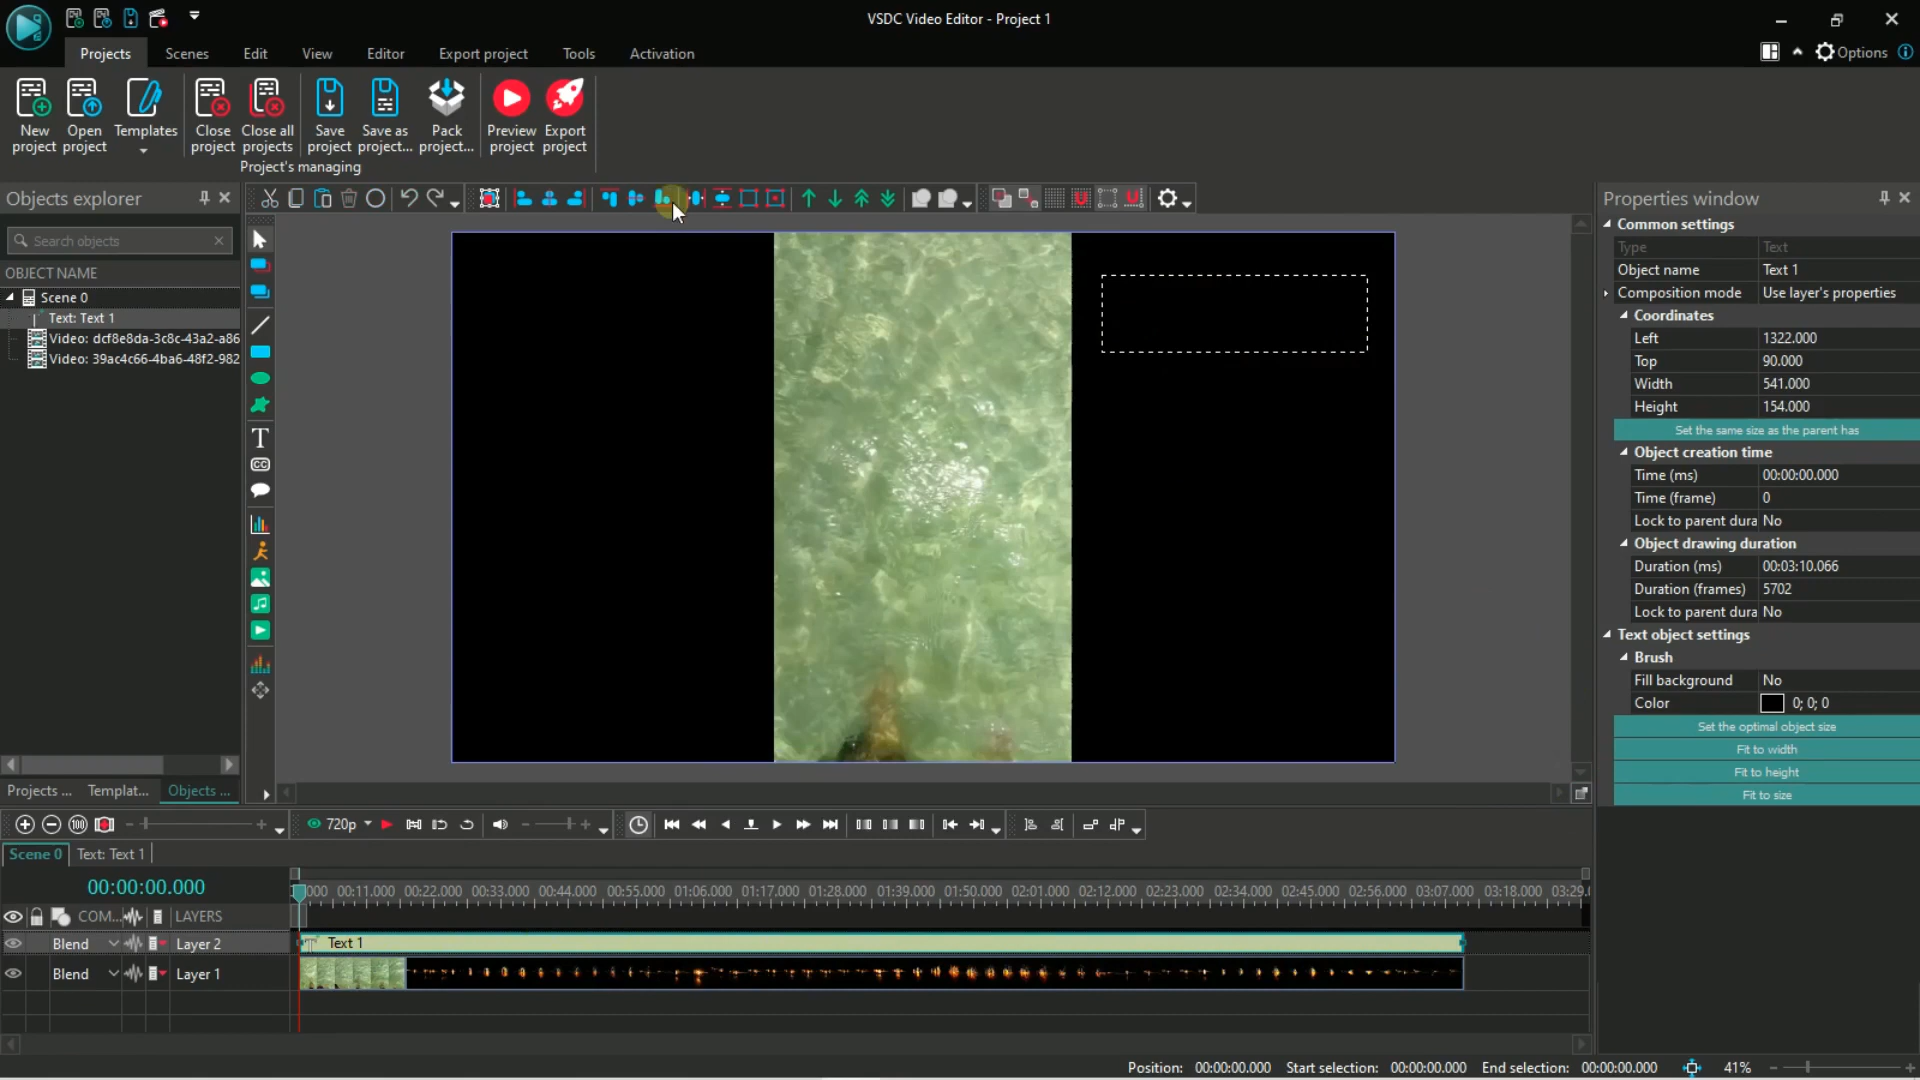 VSDC Video Editor - Project 1
Projects
Scenes
Edit
View
Editor
Export project
Tools
Activation
Options
New project
Open project
Templates
Close project
Close all projects
Save project
Save as project...
Pack project...
Preview project
Export project
Project's managing
Objects explorer
Search objects
OBJECT NAME
Scene 0
Text: Text 1
Video: dcf8e8da-3c8c-43a2-a86
Video: 39ac4c66-4ba6-48f2-982
Projects ...
Templat...
Objects ...
T
CC
Properties window
Common settings
Type Text
Object name Text 1
Composition mode Use layer's properties
Coordinates
Left 1322.000
Top 90.000
Width 541.000
Height 154.000
Set the same size as the parent has
Object creation time
Time (ms) 00:00:00.000
Time (frame) 0
Lock to parent dura No
Object drawing duration
Duration (ms) 00:03:10.066
Duration (frames) 5702
Lock to parent dura No
Text object settings
Brush
Fill background No
Color 0; 0; 0
Set the optimal object size
Fit to width
Fit to height
Fit to size
100
720p
Scene 0
Text: Text 1
00:00:00.000
000 00:11.000 00:22.000 00:33.000 00:44.000 00:55.000 01:06.000 01:17.000 01:28.000 01:39.000 01:50.000 02:01.000 02:12.000 02:23.000 02:34.000 02:45.000 02:56.000 03:07.000 03:18.000 03:29.
COM... LAYERS
Blend Layer 2
Text 1
Blend Layer 1
Position: 00:00:00.000 Start selection: 00:00:00.000 End selection: 00:00:00.000 41%